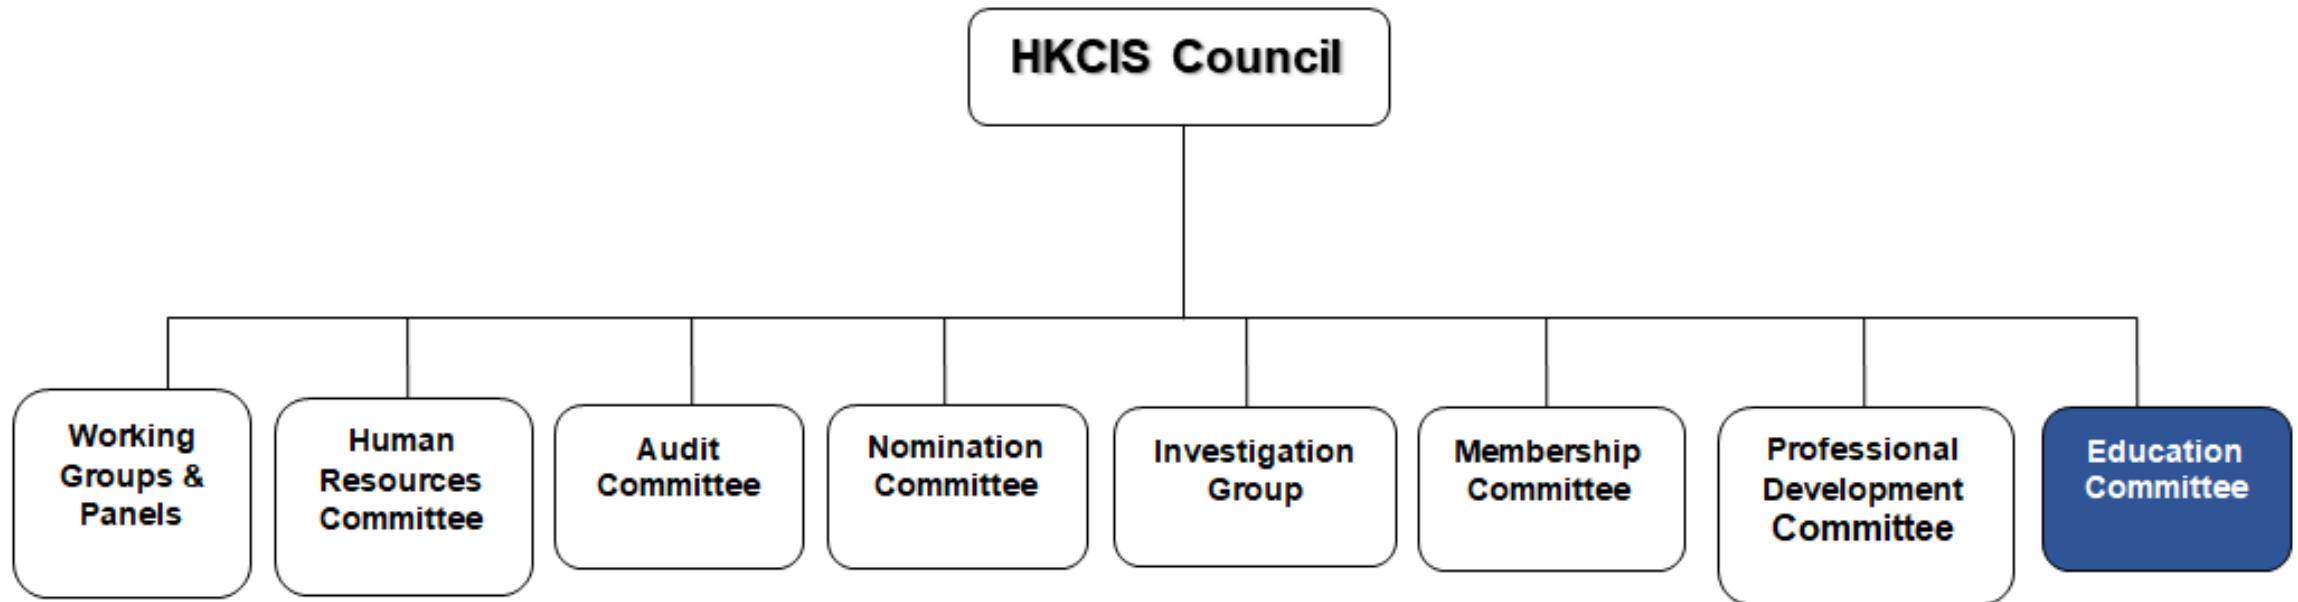 HKCIS Council
Working
Groups &
Panels
Human
Resources
Committee
Audit
Committee
Nomination
Committee
Investigation
Group
Membership
Committee
Professional
Development
Committee
Education
Committee